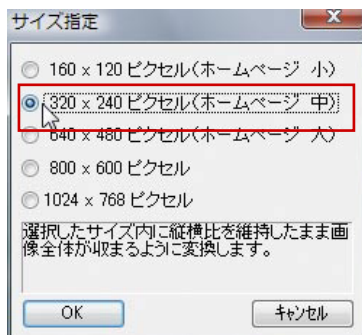 サイズ指定
160 x 120 ピクセル(ホームページ 小)
320 x 240 ピクセル(ホームページ 中)
640 x 480 ピクセル(ホームページ 大)
800 x 600 ピクセル
1024 x 768 ピクセル
選択したサイズ内に縦横比を維持したまま画
像全体が収まるように変換します。
OK キャンセル